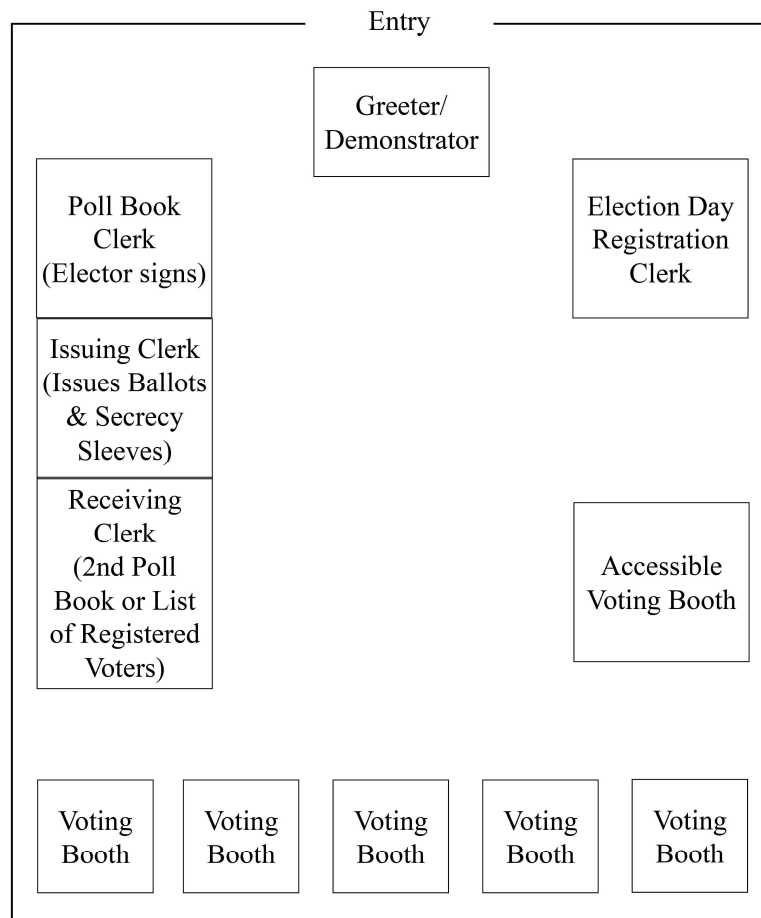 Entry
Greeter/
Demonstrator
Poll Book
Clerk
(Elector signs)
Election Day
Registration
Clerk
Issuing Clerk
(Issues Ballots
& Secrecy
Sleeves)
Receiving
Clerk
(2nd Poll
Book or List
of Registered
Voters)
Accessible
Voting Booth
Voting
Booth
Voting
Booth
Voting
Booth
Voting
Booth
Voting
Booth